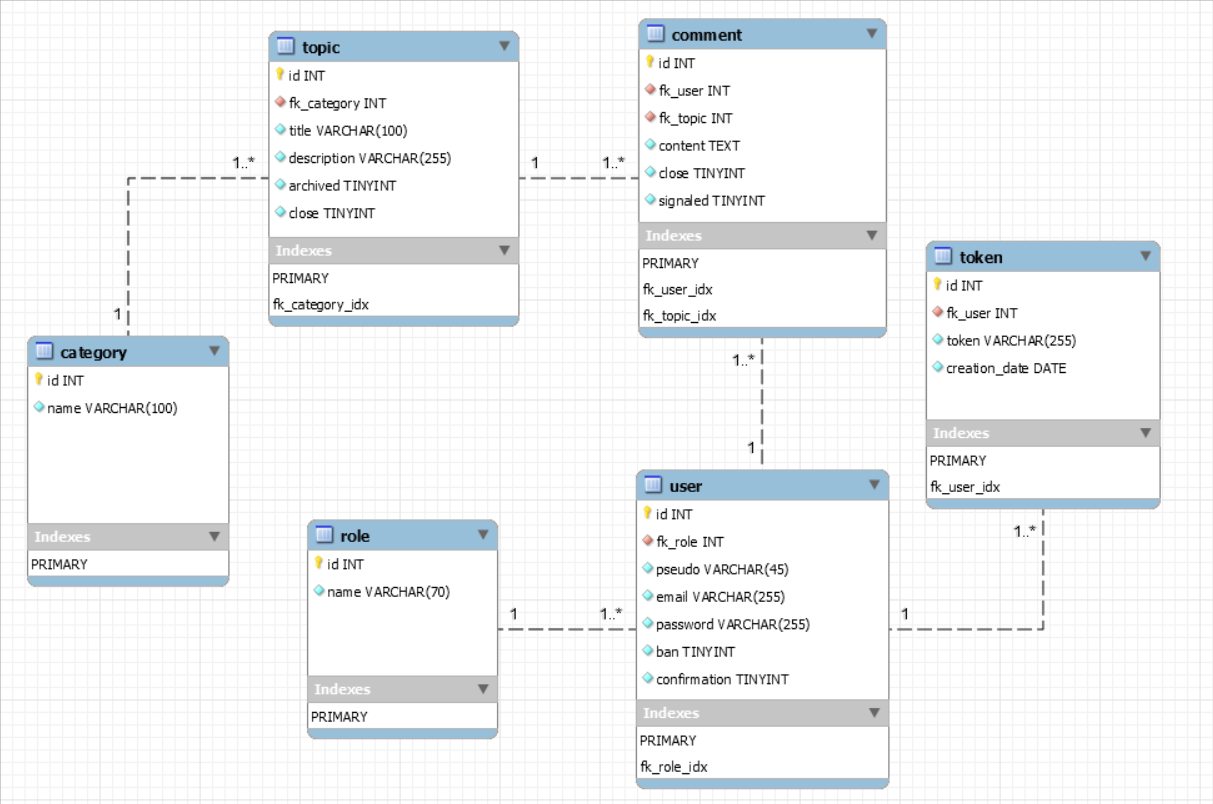 topic
id INT
fk_category INT
title VARCHAR(100)
description VARCHAR(255)
archived TINYINT
close TINYINT
Indexes
PRIMARY
fk_category_idx
1..*
1
1
1..*
comment
id INT
fk_user INT
fk_topic INT
content TEXT
close TINYINT
signaled TINYINT
Indexes
PRIMARY
fk_user_idx
fk_topic_idx
1..*
1
category
id INT
name VARCHAR(100)
Indexes
PRIMARY
token
id INT
fk_user INT
token VARCHAR(255)
creation_date DATE
Indexes
PRIMARY
fk_user_idx
1..*
1
role
id INT
name VARCHAR(70)
Indexes
PRIMARY
1
1..*
user
id INT
fk_role INT
pseudo VARCHAR(45)
email VARCHAR(255)
password VARCHAR(255)
ban TINYINT
confirmation TINYINT
Indexes
PRIMARY
fk_role_idx